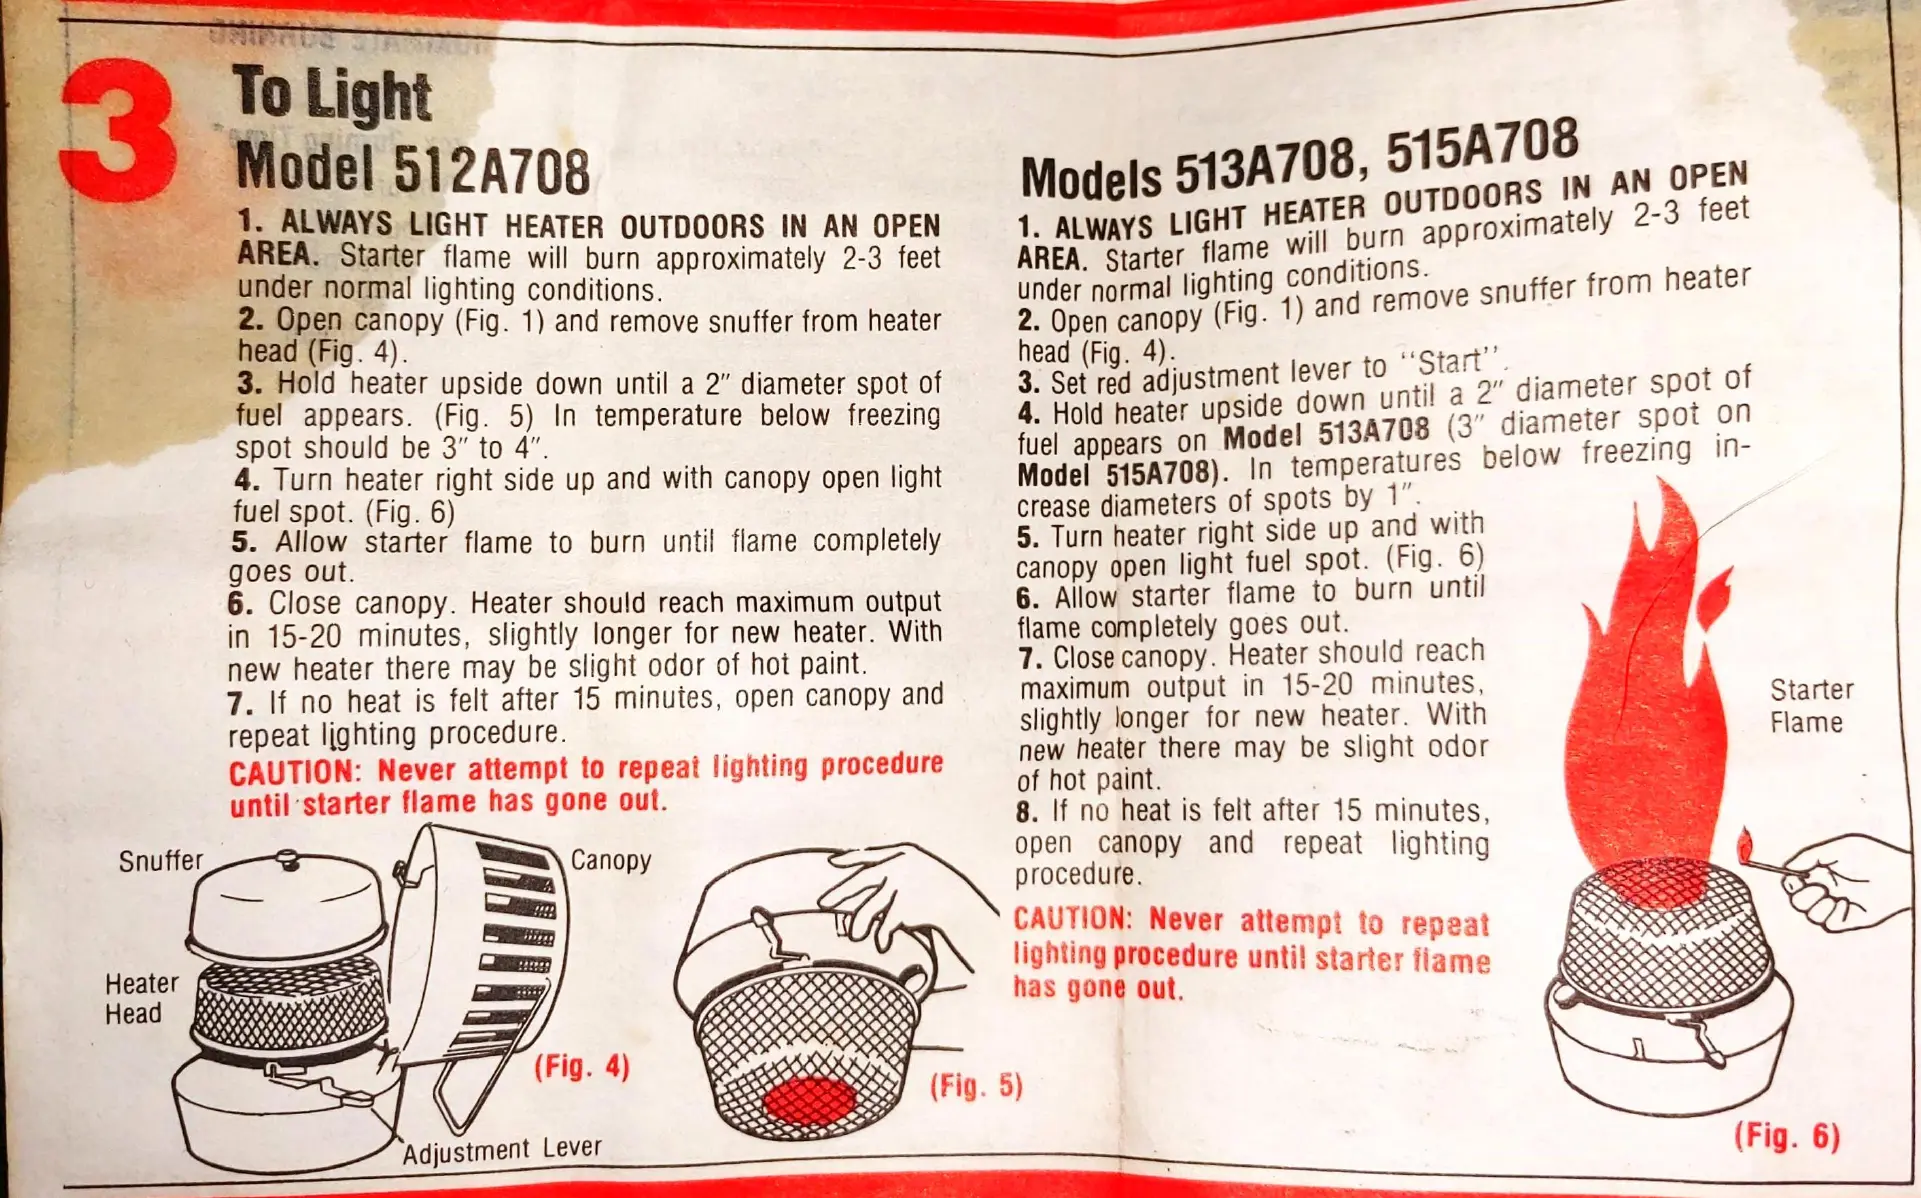 3
To Light
Model 512A708
1. ALWAYS LIGHT HEATER OUTDOORS IN AN OPEN
AREA. Starter flame will burn approximately 2-3 feet
under normal lighting conditions.
2. Open canopy (Fig. 1) and remove snuffer from heater
head (Fig. 4).
3. Hold heater upside down until a 2" diameter spot of
fuel appears. (Fig. 5) In temperature below freezing
spot should be 3" to 4".
4. Turn heater right side up and with canopy open light
fuel spot. (Fig. 6)
5. Allow starter flame to burn until flame completely
goes out.
6. Close canopy. Heater should reach maximum output
in 15-20 minutes, slightly longer for new heater. With
new heater there may be slight odor of hot paint.
7. If no heat is felt after 15 minutes, open canopy and
repeat lighting procedure.
CAUTION: Never attempt to repeat lighting procedure
until starter flame has gone out.
Snuffer
Canopy
Heater
Head
(Fig. 4)
Adjustment Lever
(Fig. 5)
Models 513A708, 515A708
1. ALWAYS LIGHT HEATER OUTDOORS IN AN OPEN
AREA. Starter flame will burn approximately 2-3 feet
under normal lighting conditions.
2. Open canopy (Fig. 1) and remove snuffer from heater
head (Fig. 4).
3. Set red adjustment lever to "Start".
4. Hold heater upside down until a 2" diameter spot of
fuel appears on Model 513A708 (3" diameter spot on
Model 515A708). In temperatures below freezing in-
crease diameters of spots by 1".
5. Turn heater right side up and with
canopy open light fuel spot. (Fig. 6)
6. Allow starter flame to burn until
flame completely goes out.
7. Close canopy. Heater should reach
maximum output in 15-20 minutes,
slightly longer for new heater. With
new heater there may be slight odor
of hot paint.
8. If no heat is felt after 15 minutes,
open canopy and repeat lighting
procedure.
CAUTION: Never attempt to repeat
lighting procedure until starter flame
has gone out.
Starter
Flame
(Fig. 6)